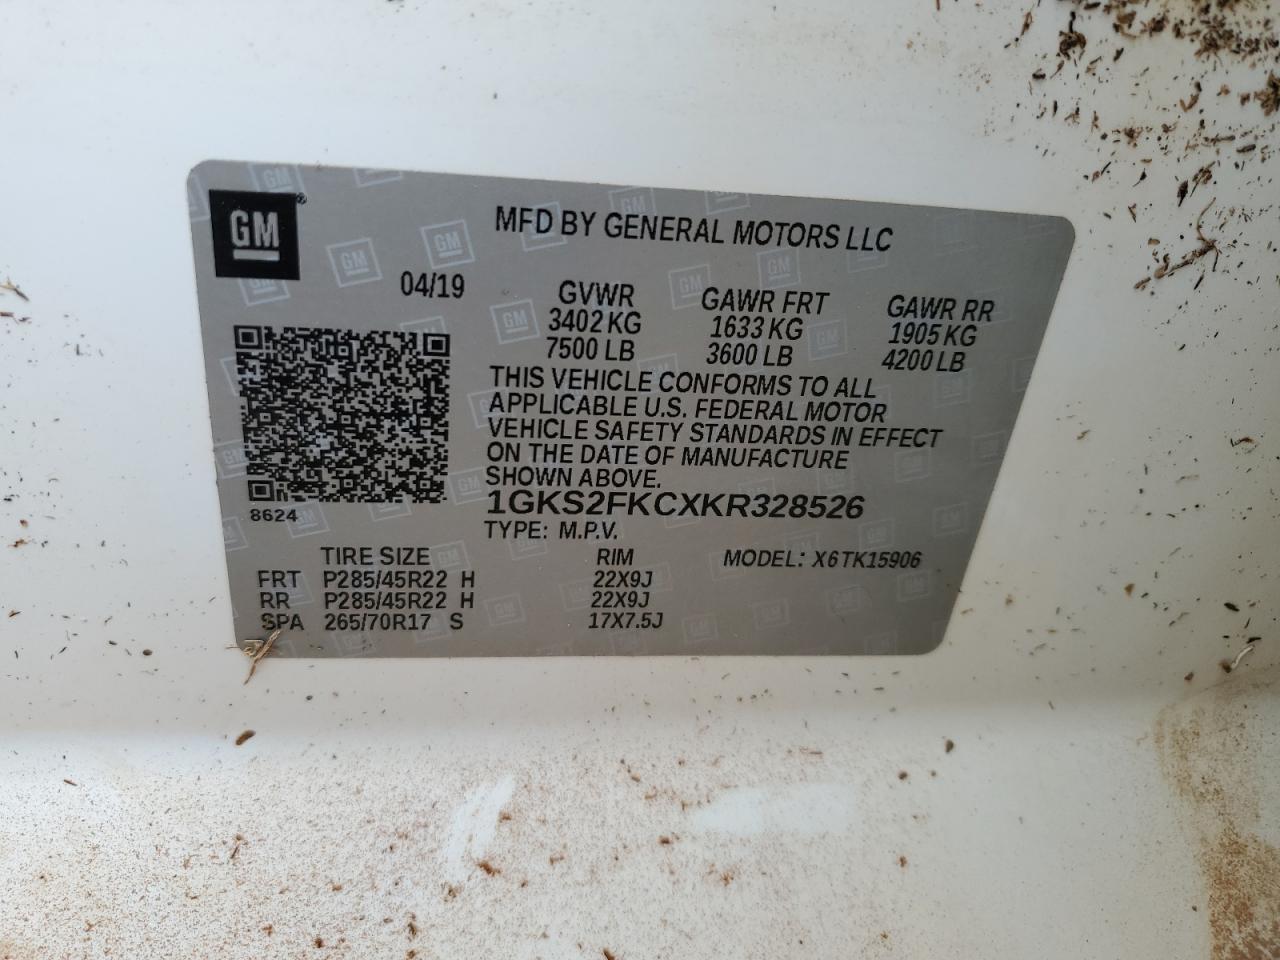 GM
MFD BY GENERAL MOTORS LLC
04/19
GVWR GAWR FRT GAWR RR
3402 KG 1633 KG 1905 KG
7500 LB 3600 LB 4200 LB
THIS VEHICLE CONFORMS TO ALL
APPLICABLE U.S. FEDERAL MOTOR
VEHICLE SAFETY STANDARDS IN EFFECT
ON THE DATE OF MANUFACTURE
SHOWN ABOVE.
1GKS2FKCXKR328526
8624
TYPE: M.P.V.
TIRE SIZE RIM MODEL: X6TK15906
FRT P285/45R22 H 22X9J
RR P285/45R22 H 22X9J
SPA 265/70R17 S 17X7.5J